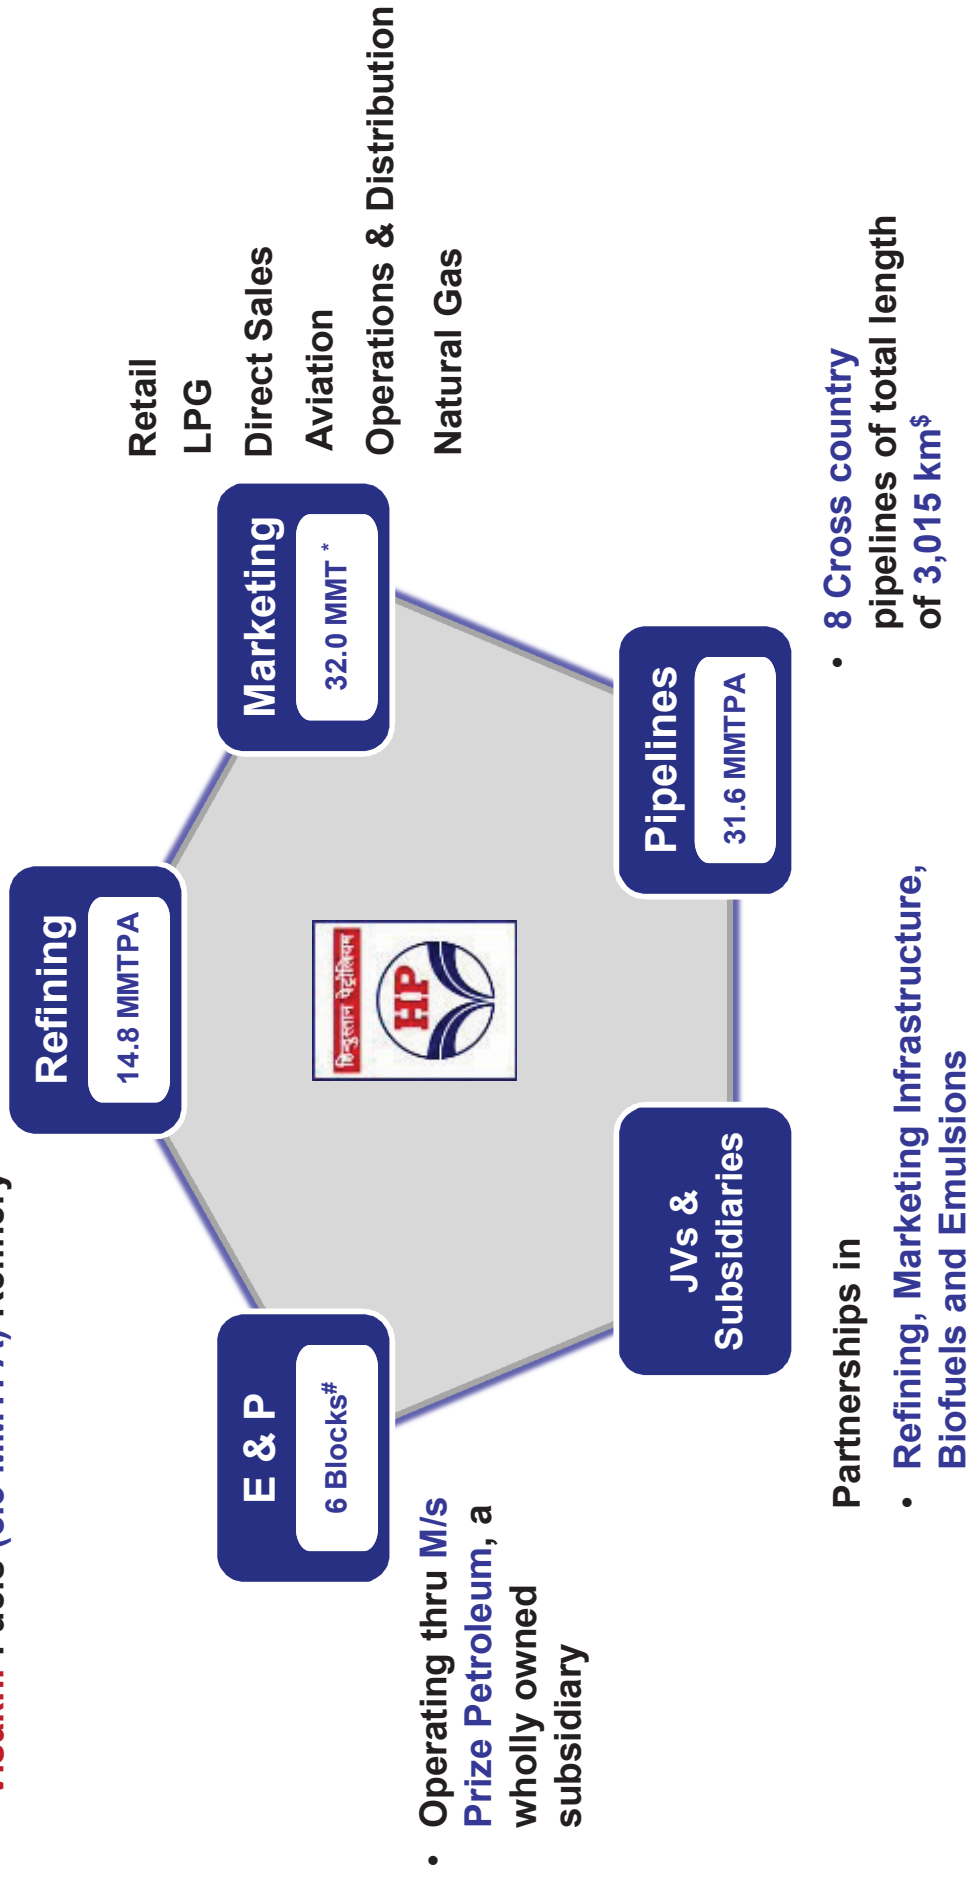 Refining
14.8 MMTPA
Marketing
32.0 MMT *
Retail
LPG
Direct Sales
Aviation
Operations & Distribution
Natural Gas
E & P
6 Blocks#
• Operating thru M/s
Prize Petroleum, a
wholly owned
subsidiary
हिन्दुस्तान पेट्रोलियम
HP
Pipelines
31.6 MMTPA
• 8 Cross country
pipelines of total length
of 3,015 km$
JVs &
Subsidiaries
Partnerships in
• Refining, Marketing Infrastructure,
Biofuels and Emulsions